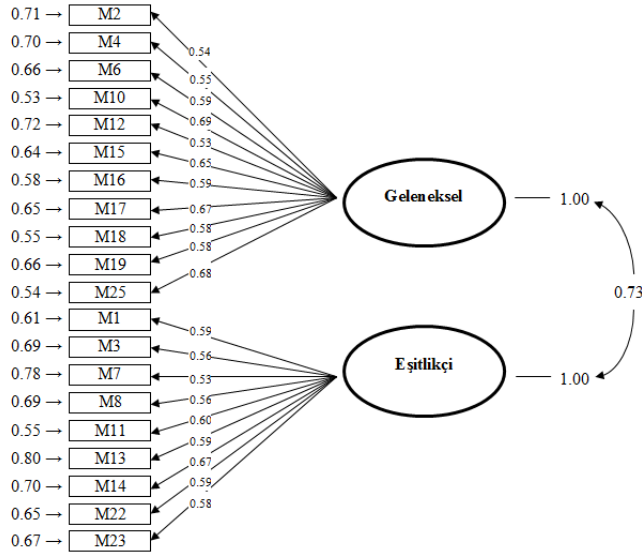 0.71 → M2
0.70 → M4
0.66 → M6
0.53 → M10
0.72 → M12
0.64 → M15
0.58 → M16
0.65 → M17
0.55 → M18
0.66 → M19
0.54 → M25
0.61 → M1
0.69 → M3
0.78 → M7
0.69 → M8
0.55 → M11
0.80 → M13
0.70 → M14
0.65 → M22
0.67 → M23
0.54
0.55
0.59
0.69
0.53
0.65
0.59
0.67
0.58
0.58
0.68
0.59
0.56
0.53
0.56
0.60
0.59
0.67
0.59
0.58
Geleneksel
Eşitlikçi
1.00
0.73
1.00